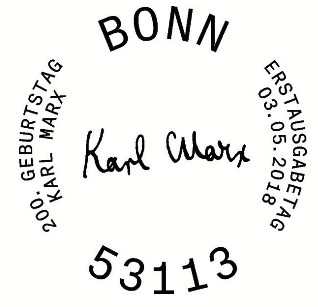 BONN
200. GEBURTSTAG
KARL MARX
Karl Marx
ERSTAUSGABETAG
03.05.2018
53113